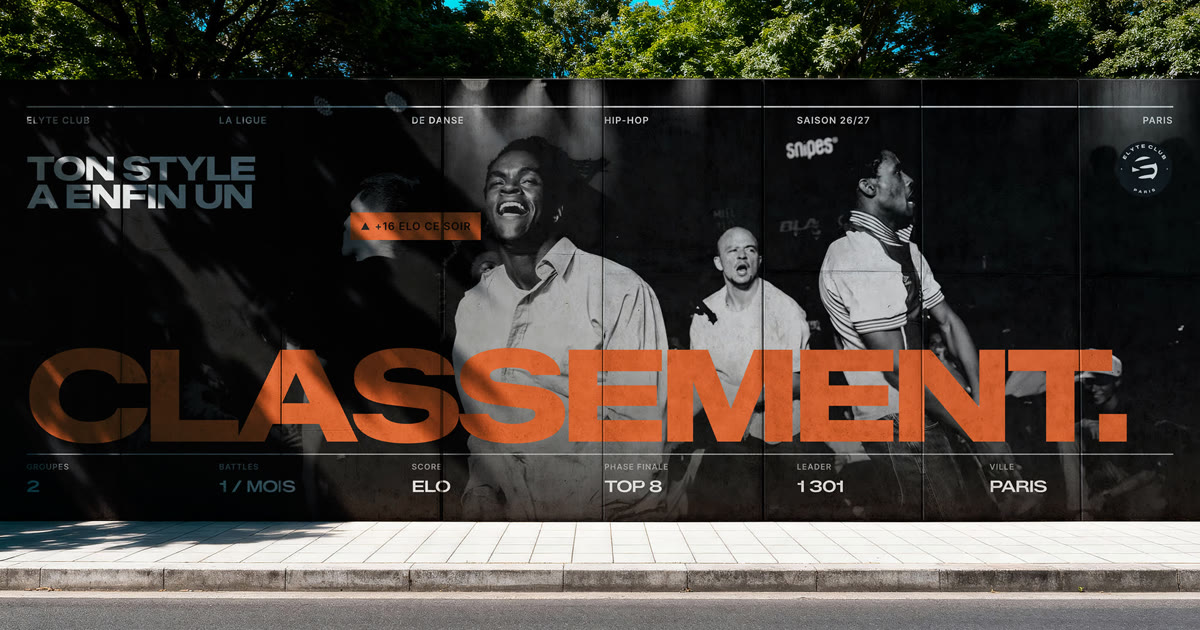 ELYTE CLUB
LA LIGUE
DE DANSE
HIP-HOP
SAISON 26/27
PARIS
TON STYLE
A ENFIN UN
snipes
ELYTE CLUB
PARIS
▲ +16 ELO CE SOIR
BLA
CLASSEMENT.
GROUPES
2
BATTLES
1 / MOIS
SCORE
ELO
PHASE FINALE
TOP 8
LEADER
1 301
VILLE
PARIS